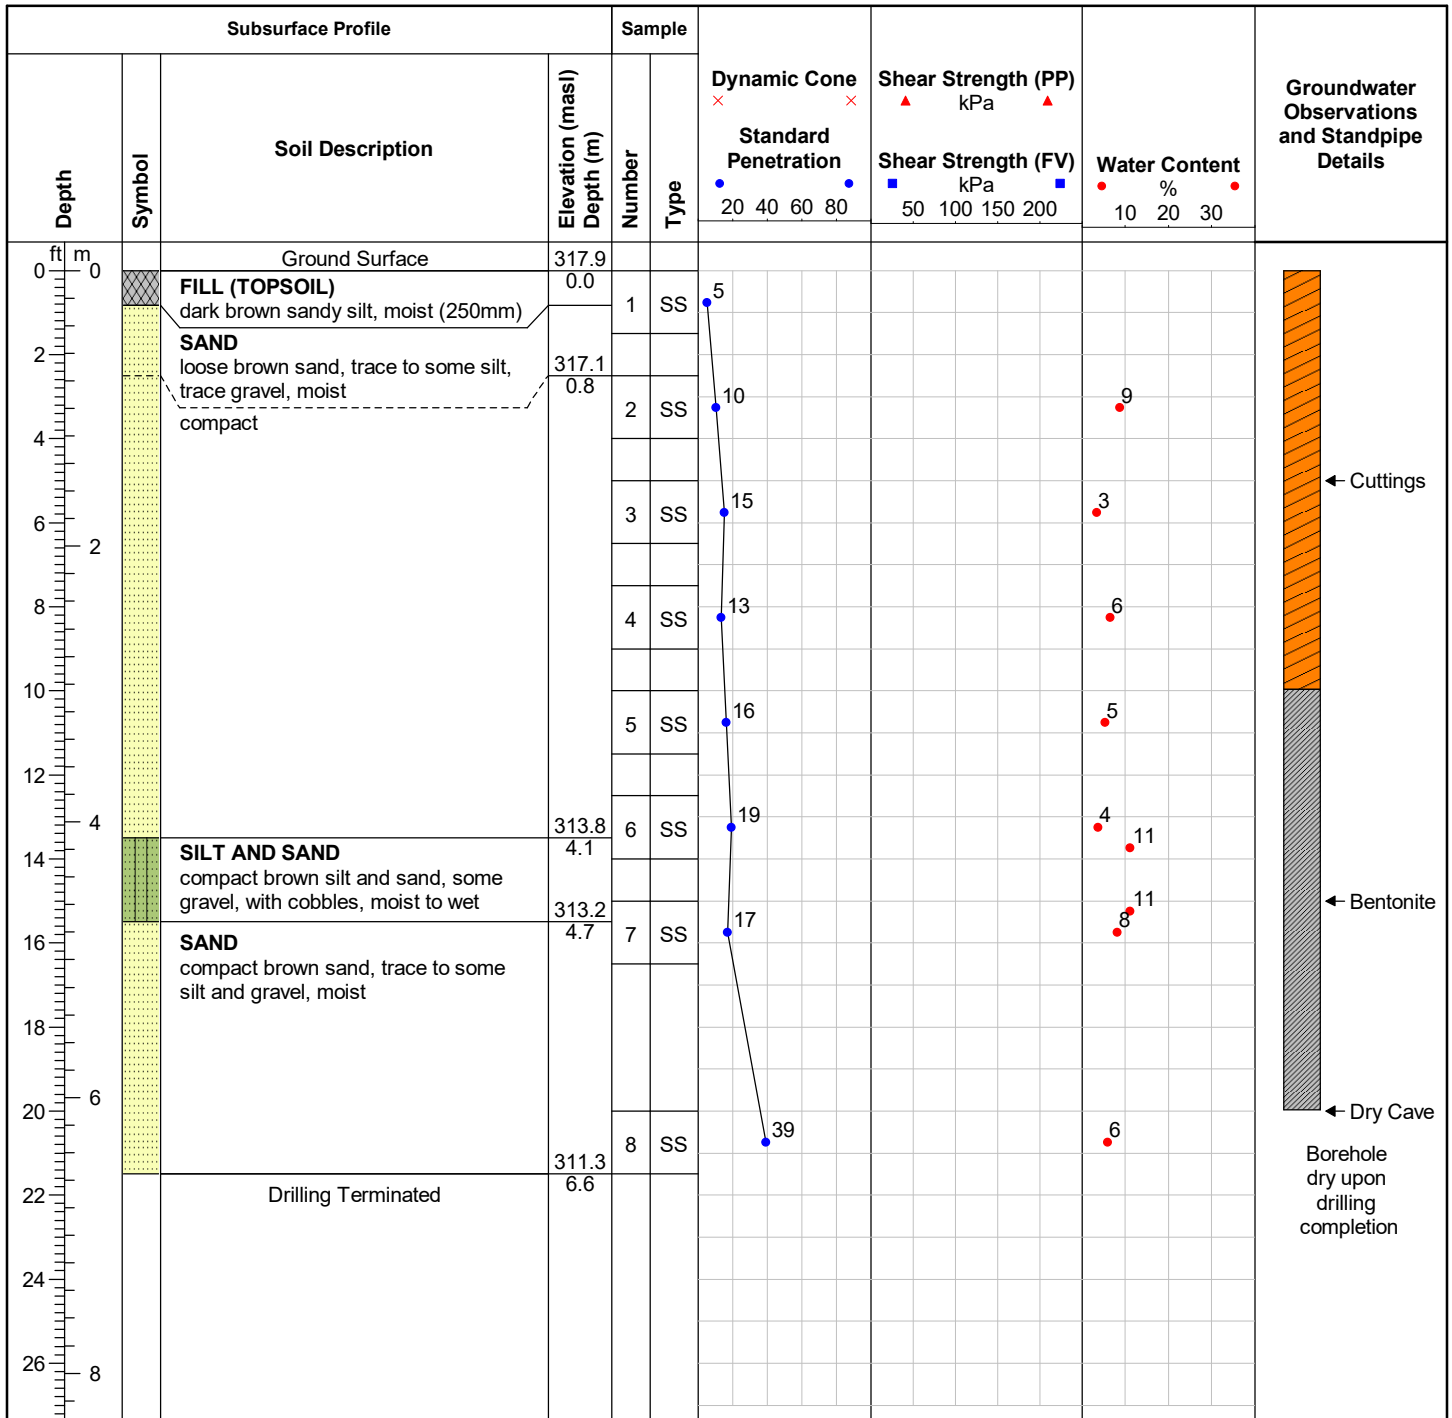 Subsurface Profile
Sample
Depth
Symbol
Soil Description
Elevation (masl)
Depth (m)
Number
Type
Dynamic Cone
Standard
Penetration
20 40 60 80
Shear Strength (PP)
kPa
Shear Strength (FV)
kPa
50 100 150 200
Water Content
%
10 20 30
Groundwater
Observations
and Standpipe
Details
ft m
Ground Surface
317.9
0 0
0.0
FILL (TOPSOIL)
dark brown sandy silt, moist (250mm)
1 SS 5
SAND
loose brown sand, trace to some silt,
trace gravel, moist
2
317.1
0.8
compact
2 SS 10 9
4
Cuttings
3 SS 15 3
6
2
8
4 SS 13 6
10
5 SS 16 5
12
4
313.8
4.1
6 SS 19 4
11
14
SILT AND SAND
compact brown silt and sand, some
gravel, with cobbles, moist to wet
313.2
4.7
11
Bentonite
7 SS 17 8
16
SAND
compact brown sand, trace to some
silt and gravel, moist
18
6
20
Dry Cave
8 SS 39 6
311.3
6.6
Borehole
dry upon
drilling
completion
Drilling Terminated
22
24
26
8